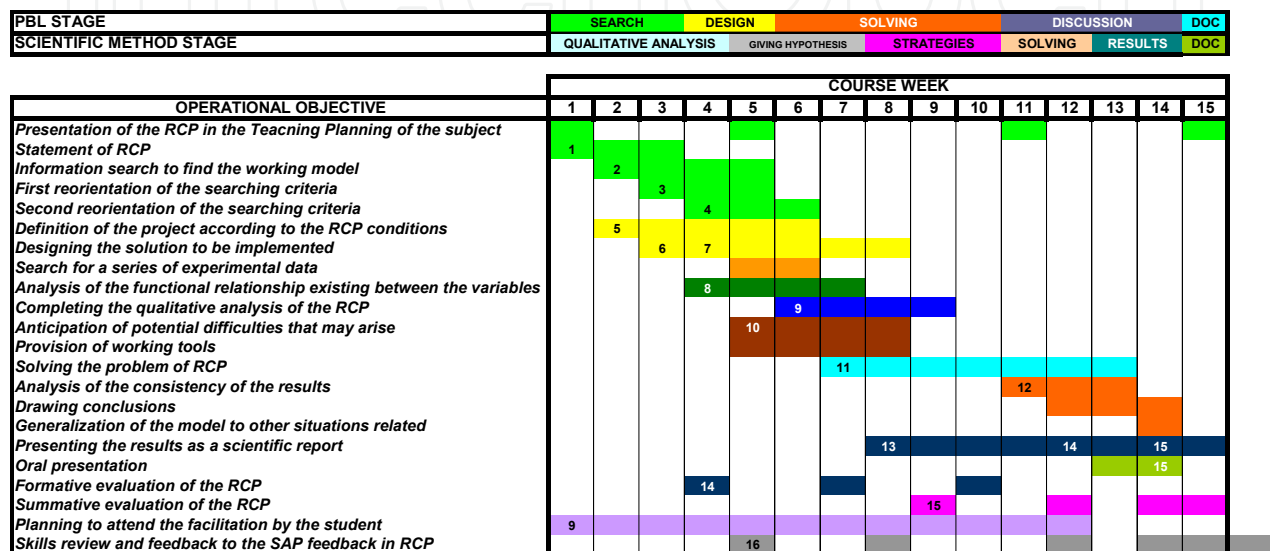 PBL STAGE SEARCH DESIGN SOLVING DISCUSSION DOC
SCIENTIFIC METHOD STAGE QUALITATIVE ANALYSIS GIVING HYPOTHESIS STRATEGIES SOLVING RESULTS DOC
COURSE WEEK
OPERATIONAL OBJECTIVE 1 2 3 4 5 6 7 8 9 10 11 12 13 14 15
Presentation of the RCP in the Teacning Planning of the subject
Statement of RCP 1
Information search to find the working model 2
First reorientation of the searching criteria 3
Second reorientation of the searching criteria 4
Definition of the project according to the RCP conditions 5
Designing the solution to be implemented 6 7
Search for a series of experimental data
Analysis of the functional relationship existing between the variables 8
Completing the qualitative analysis of the RCP 9
Anticipation of potential difficulties that may arise 10
Provision of working tools
Solving the problem of RCP 11
Analysis of the consistency of the results 12
Drawing conclusions
Generalization of the model to other situations related
Presenting the results as a scientific report 13 14 15
Oral presentation 15
Formative evaluation of the RCP 14
Summative evaluation of the RCP 15
Planning to attend the facilitation by the student 9
Skills review and feedback to the SAP feedback in RCP 16